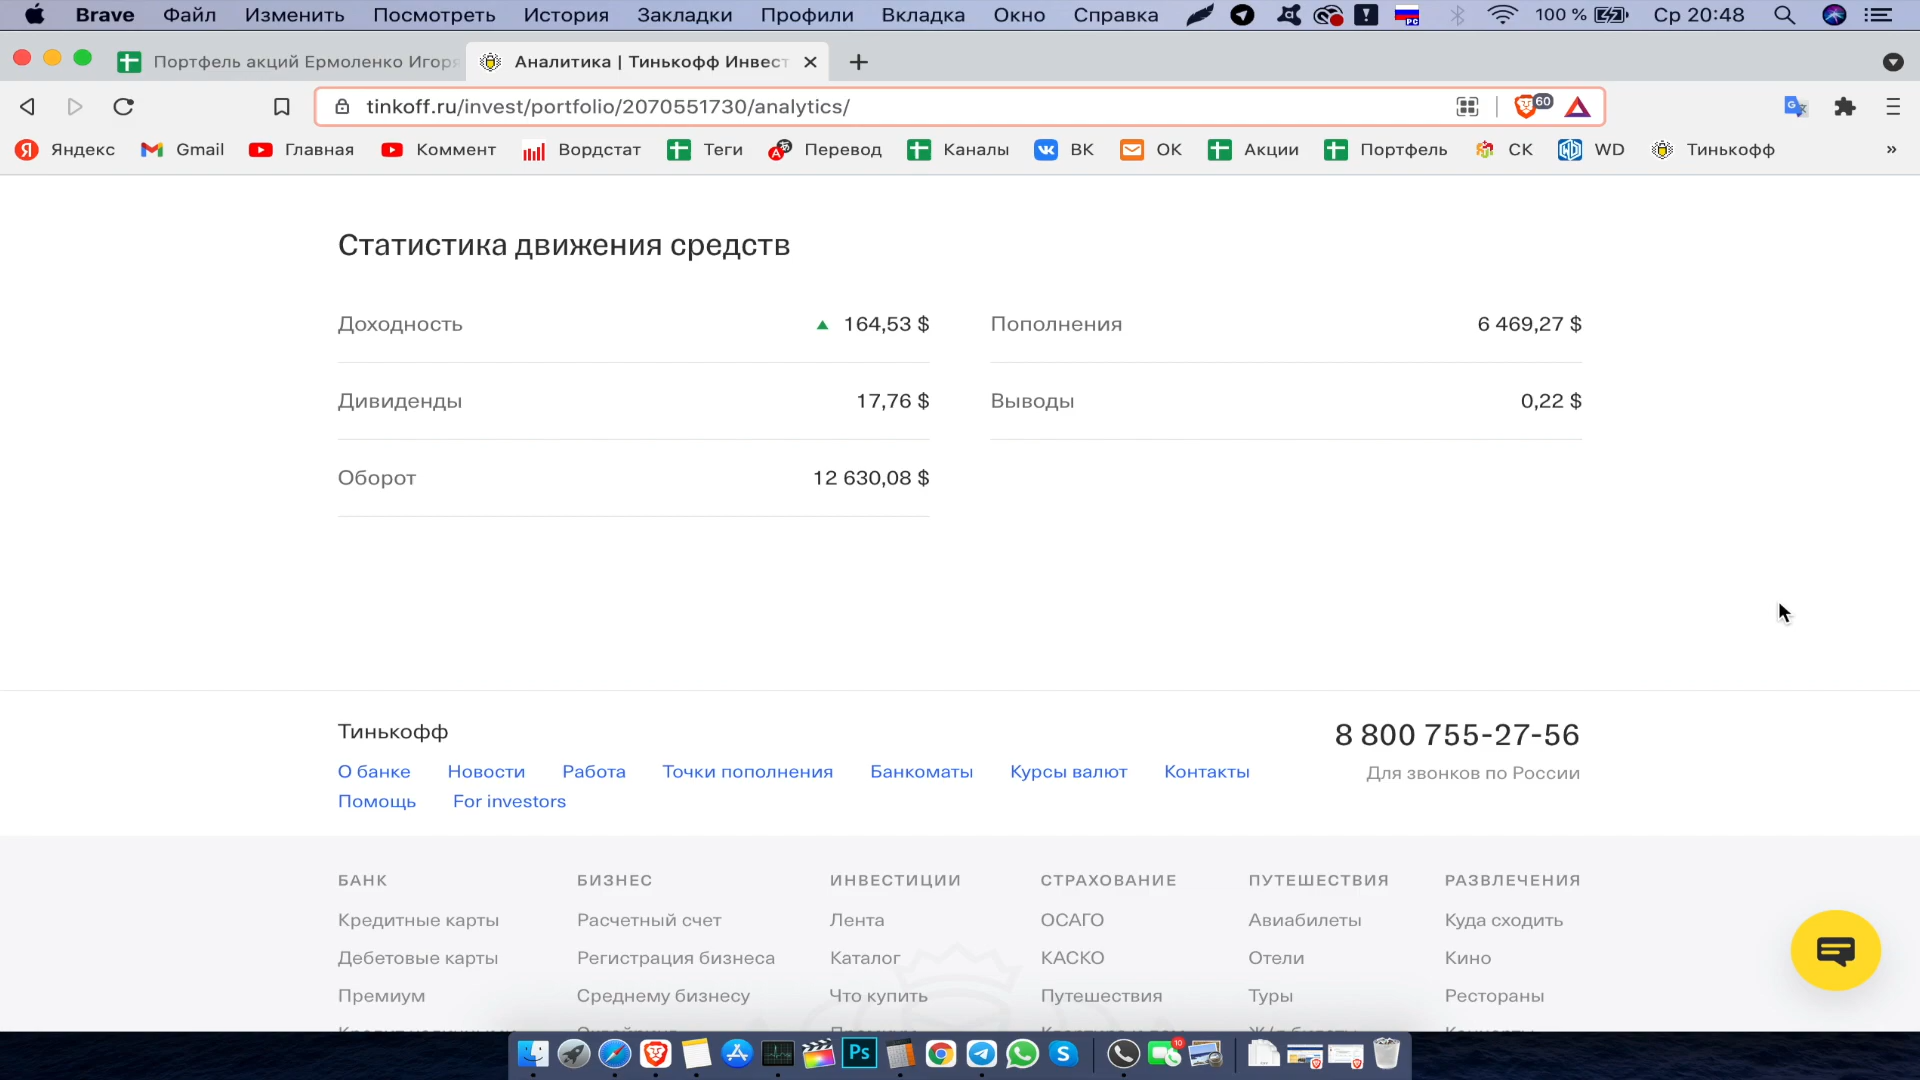 Brave Файл Изменить Посмотреть История Закладки Профили Вкладка Окно Справка РС 100 % Ср 20:48
Портфель акций Ермоленко Игоря Аналитика | Тинькофф Инвест
tinkoff.ru/invest/portfolio/2070551730/analytics/ 60
Яндекс Gmail Главная Коммент Вордстат Теги Перевод Каналы ВК ОК Акции Портфель СК WD Тинькофф »
Статистика движения средств
Доходность 164,53 $ Пополнения 6 469,27 $
Дивиденды 17,76 $ Выводы 0,22 $
Оборот 12 630,08 $
Тинькофф 8 800 755-27-56
О банке Новости Работа Точки пополнения Банкоматы Курсы валют Контакты Для звонков по России
Помощь For investors
БАНК БИЗНЕС ИНВЕСТИЦИИ СТРАХОВАНИЕ ПУТЕШЕСТВИЯ РАЗВЛЕЧЕНИЯ
Кредитные карты Расчетный счет Лента ОСАГО Авиабилеты Куда сходить
Дебетовые карты Регистрация бизнеса Каталог КАСКО Отели Кино
Премиум Среднему бизнесу Что купить Путешествия Туры Рестораны
Ps 10